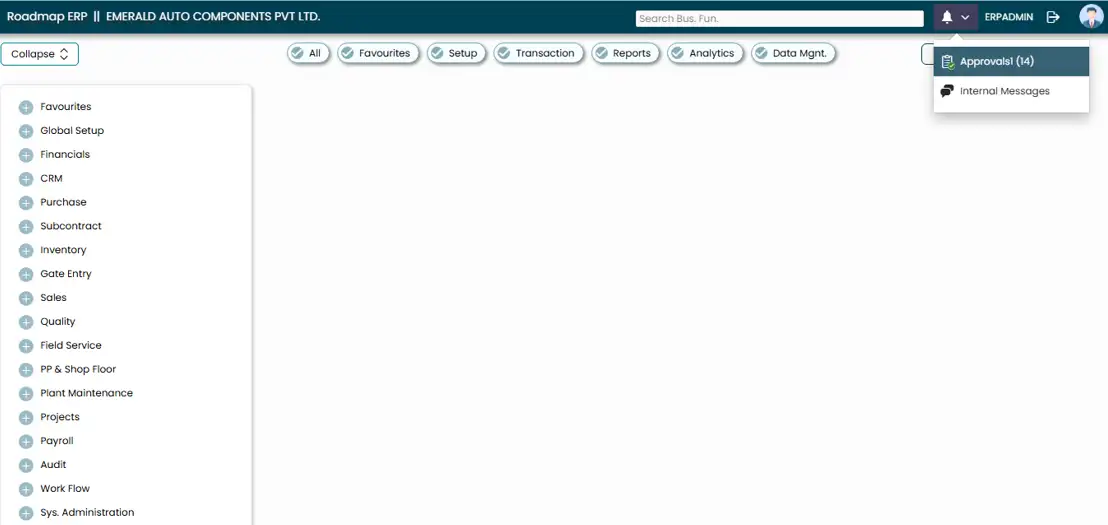 Roadmap ERP || EMERALD AUTO COMPONENTS PVT LTD.
Search Bus. Fun.
ERPADMIN
Collapse
All
Favourites
Setup
Transaction
Reports
Analytics
Data Mgnt.
Approvals1 (14)
Internal Messages
Favourites
Global Setup
Financials
CRM
Purchase
Subcontract
Inventory
Gate Entry
Sales
Quality
Field Service
PP & Shop Floor
Plant Maintenance
Projects
Payroll
Audit
Work Flow
Sys. Administration